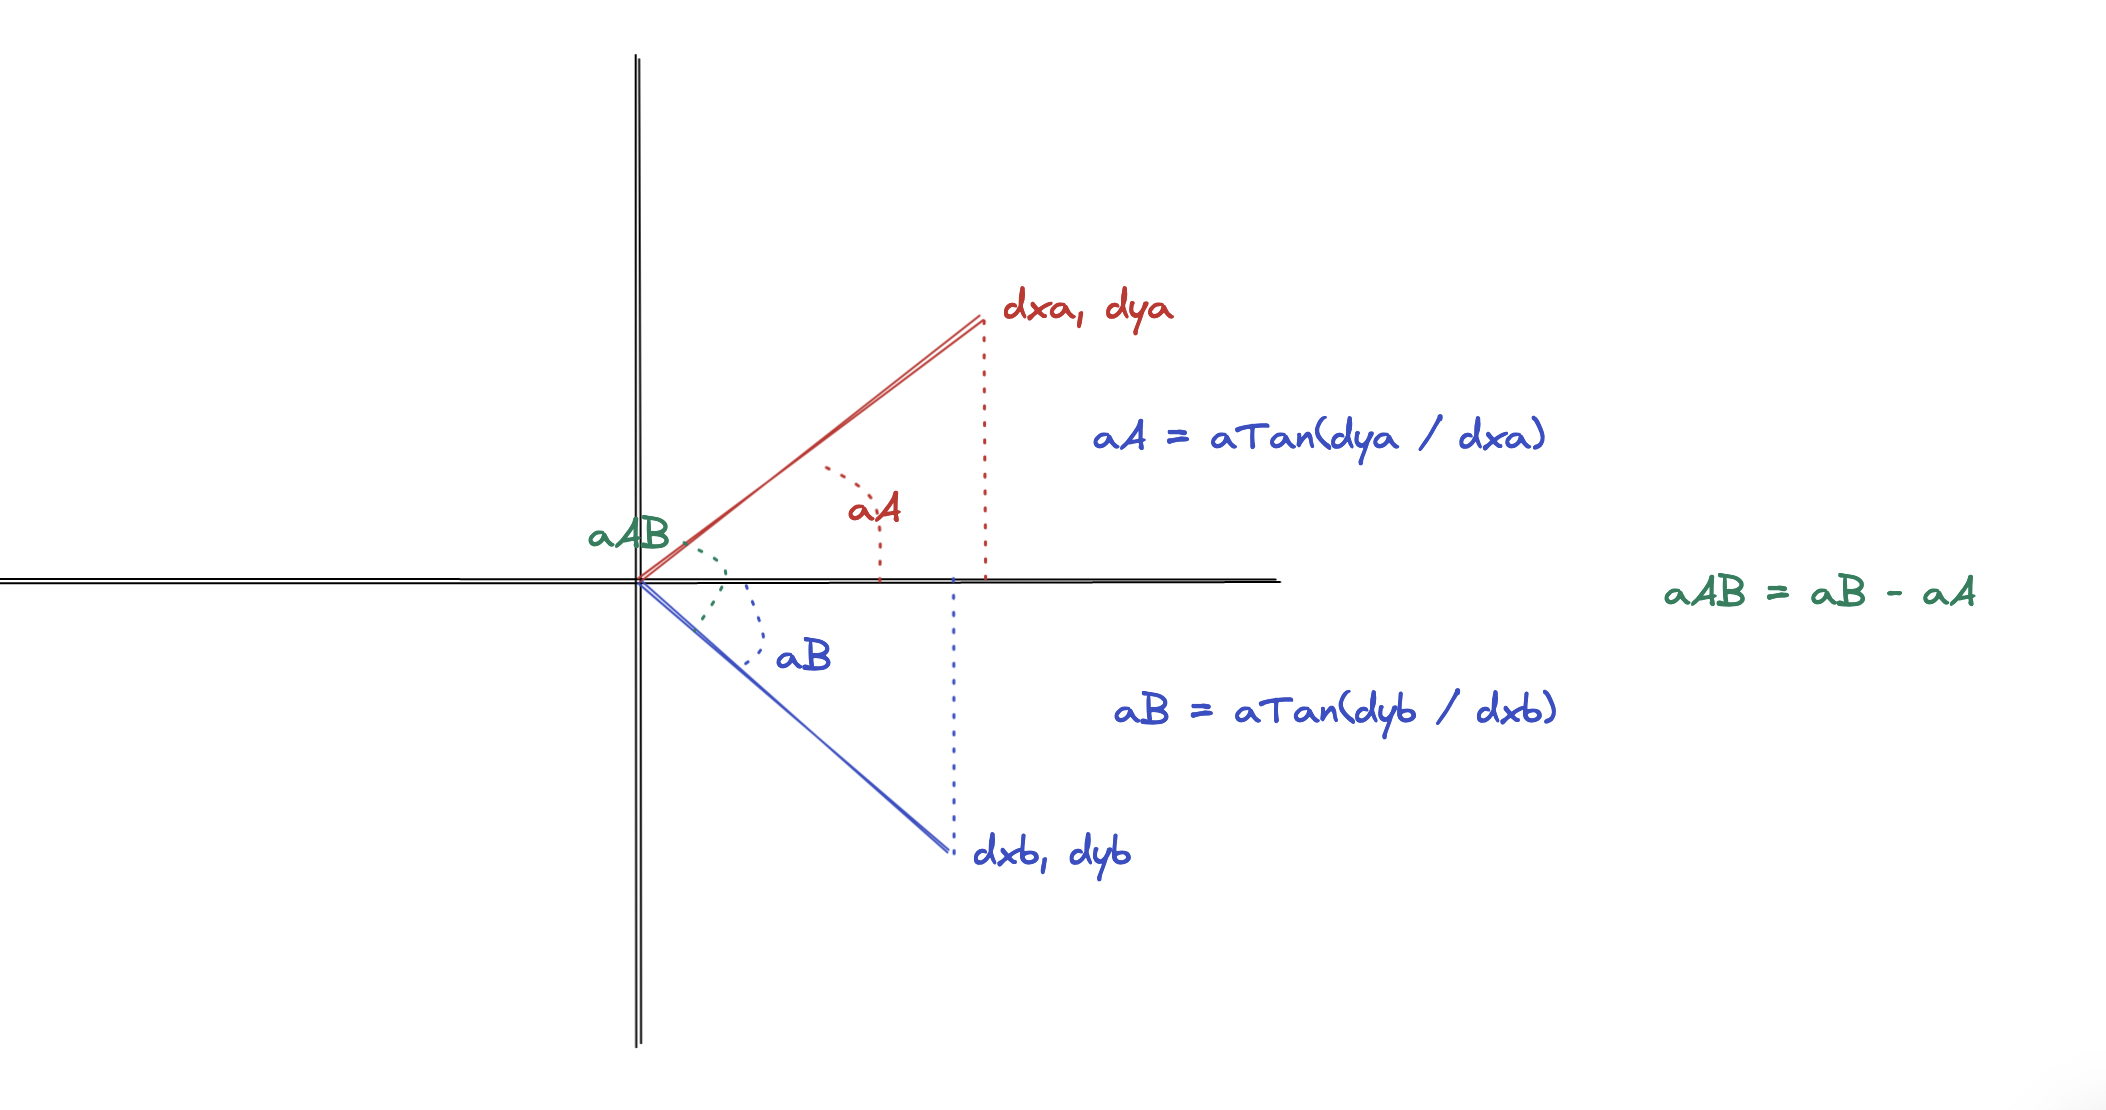 dxa, dya
aA = aTan(dya / dxa)
aA
aAB
aAB = aB - aA
aB
aB = aTan(dyb / dxb)
dxb, dyb